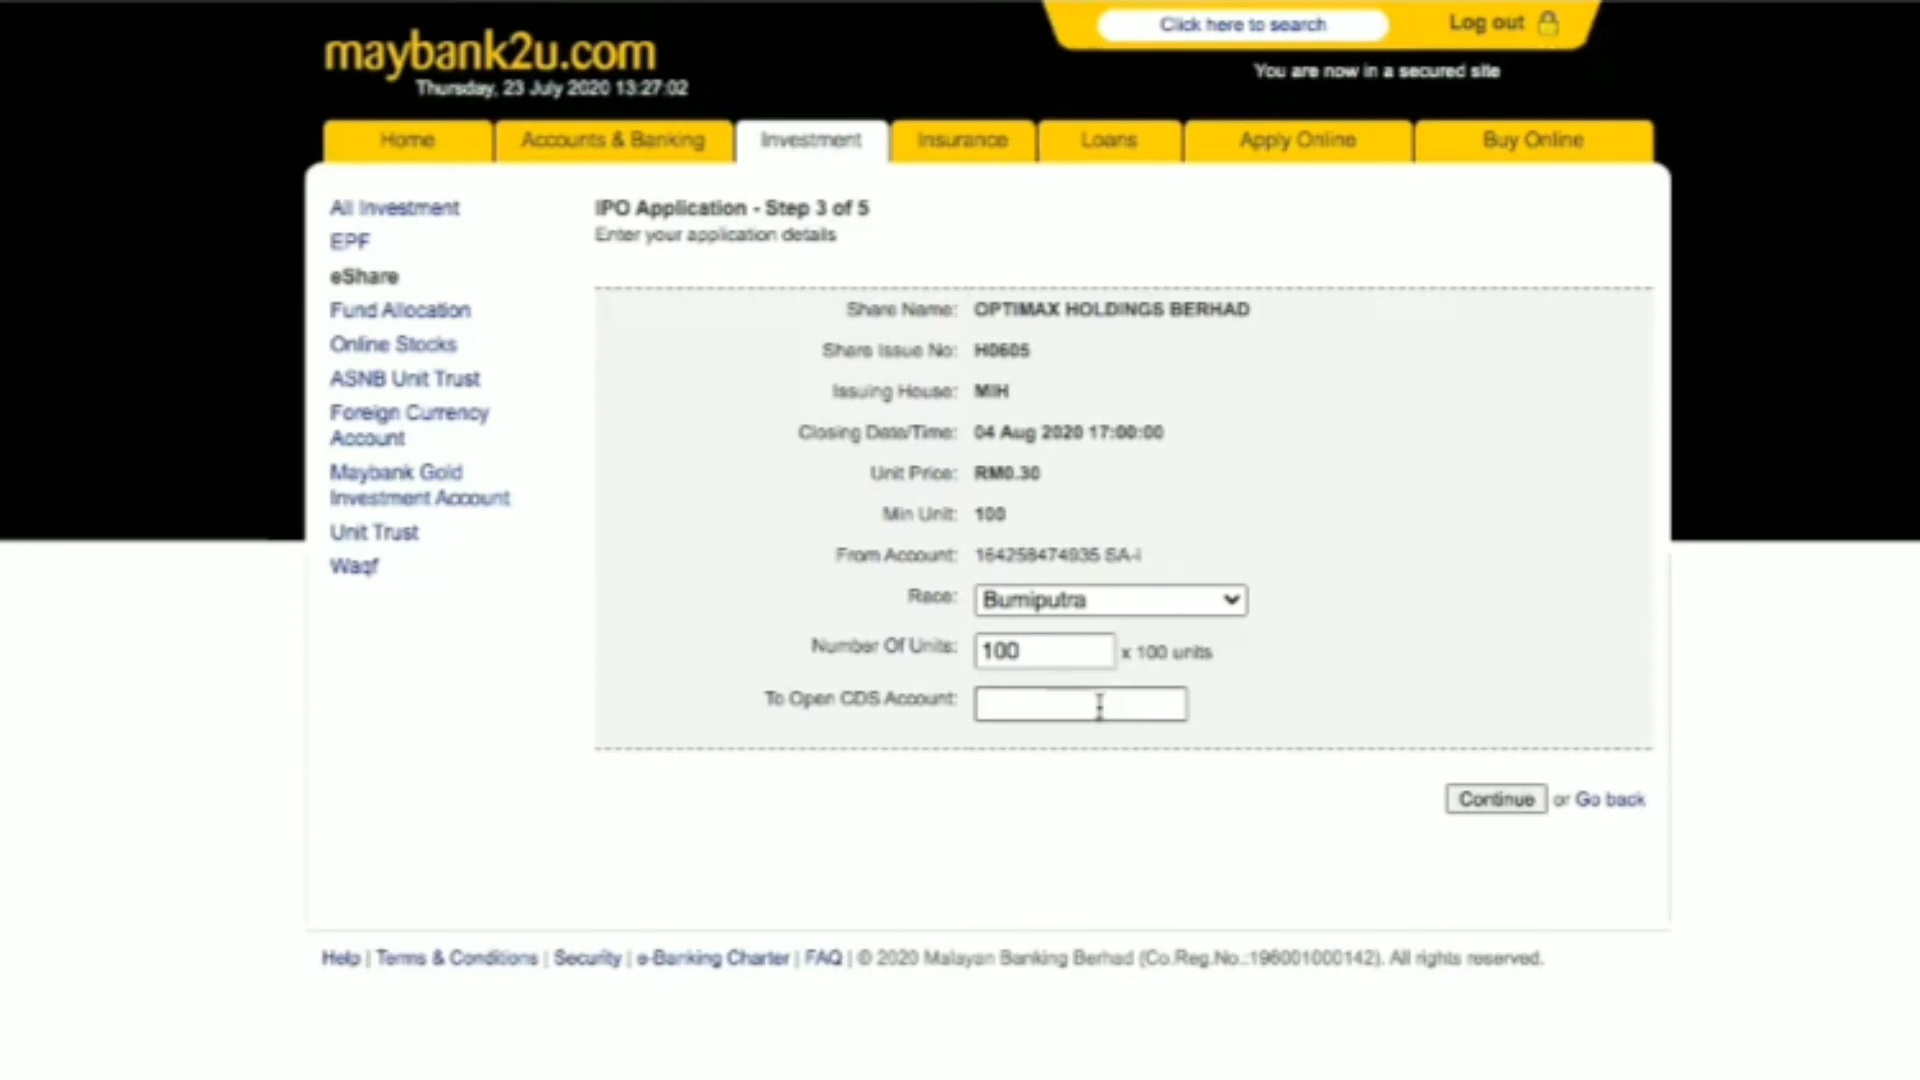 maybank2u.com
Thursday, 23 July 2020 13:27:02
Click here to search
Log out
You are now in a secured site
Home
Accounts & Banking
Investment
Insurance
Loans
Apply Online
Buy Online
All Investment
EPF
eShare
Fund Allocation
Online Stocks
ASNB Unit Trust
Foreign Currency
Account
Maybank Gold
Investment Account
Unit Trust
Waqf
IPO Application - Step 3 of 5
Enter your application details
Share Name: OPTIMAX HOLDINGS BERHAD
Share Issue No: H0605
Issuing House: MIH
Closing Date/Time: 04 Aug 2020 17:00:00
Unit Price: RM0.30
Min Unit: 100
From Account: 164258474935 SA-i
Race: Bumiputra
Number Of Units: 100 x 100 units
To Open CDS Account:
Continue or Go back
Help | Terms & Conditions | Security | e-Banking Charter | FAQ | © 2020 Malayan Banking Berhad (Co.Reg.No.:196001000142). All rights reserved.